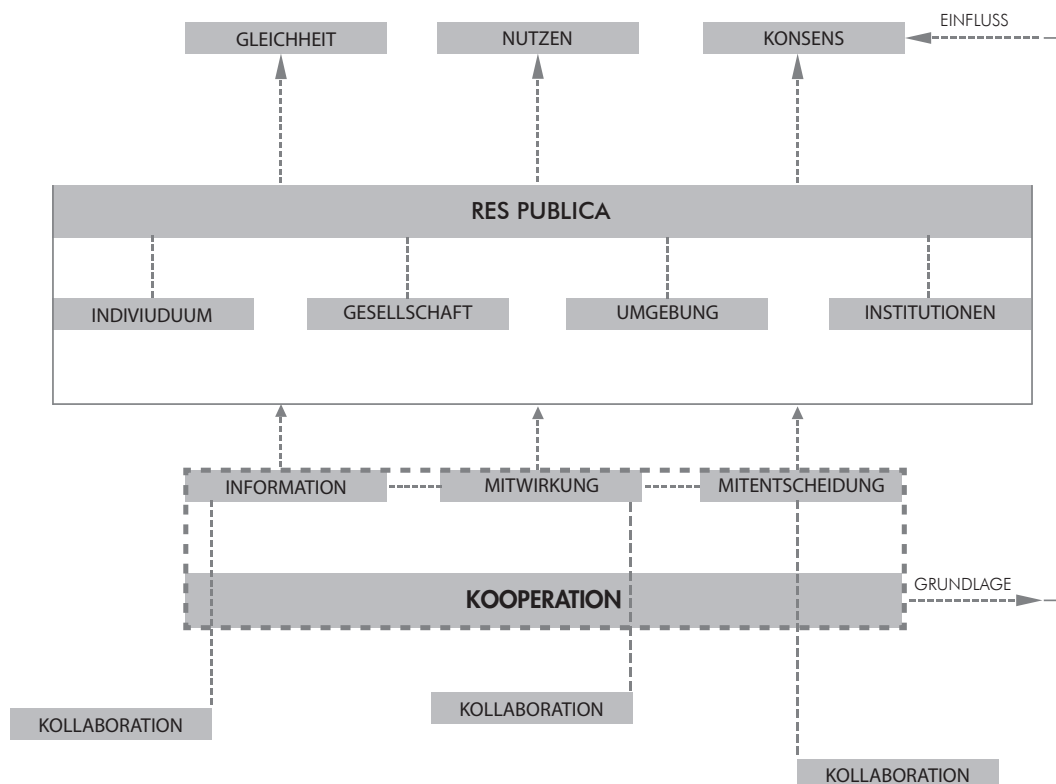 EINFLUSS
GLEICHHEIT
NUTZEN
KONSENS
RES PUBLICA
INDIVIUDUUM
GESELLSCHAFT
UMGEBUNG
INSTITUTIONEN
INFORMATION
MITWIRKUNG
MITENTSCHEIDUNG
GRUNDLAGE
KOOPERATION
KOLLABORATION
KOLLABORATION
KOLLABORATION